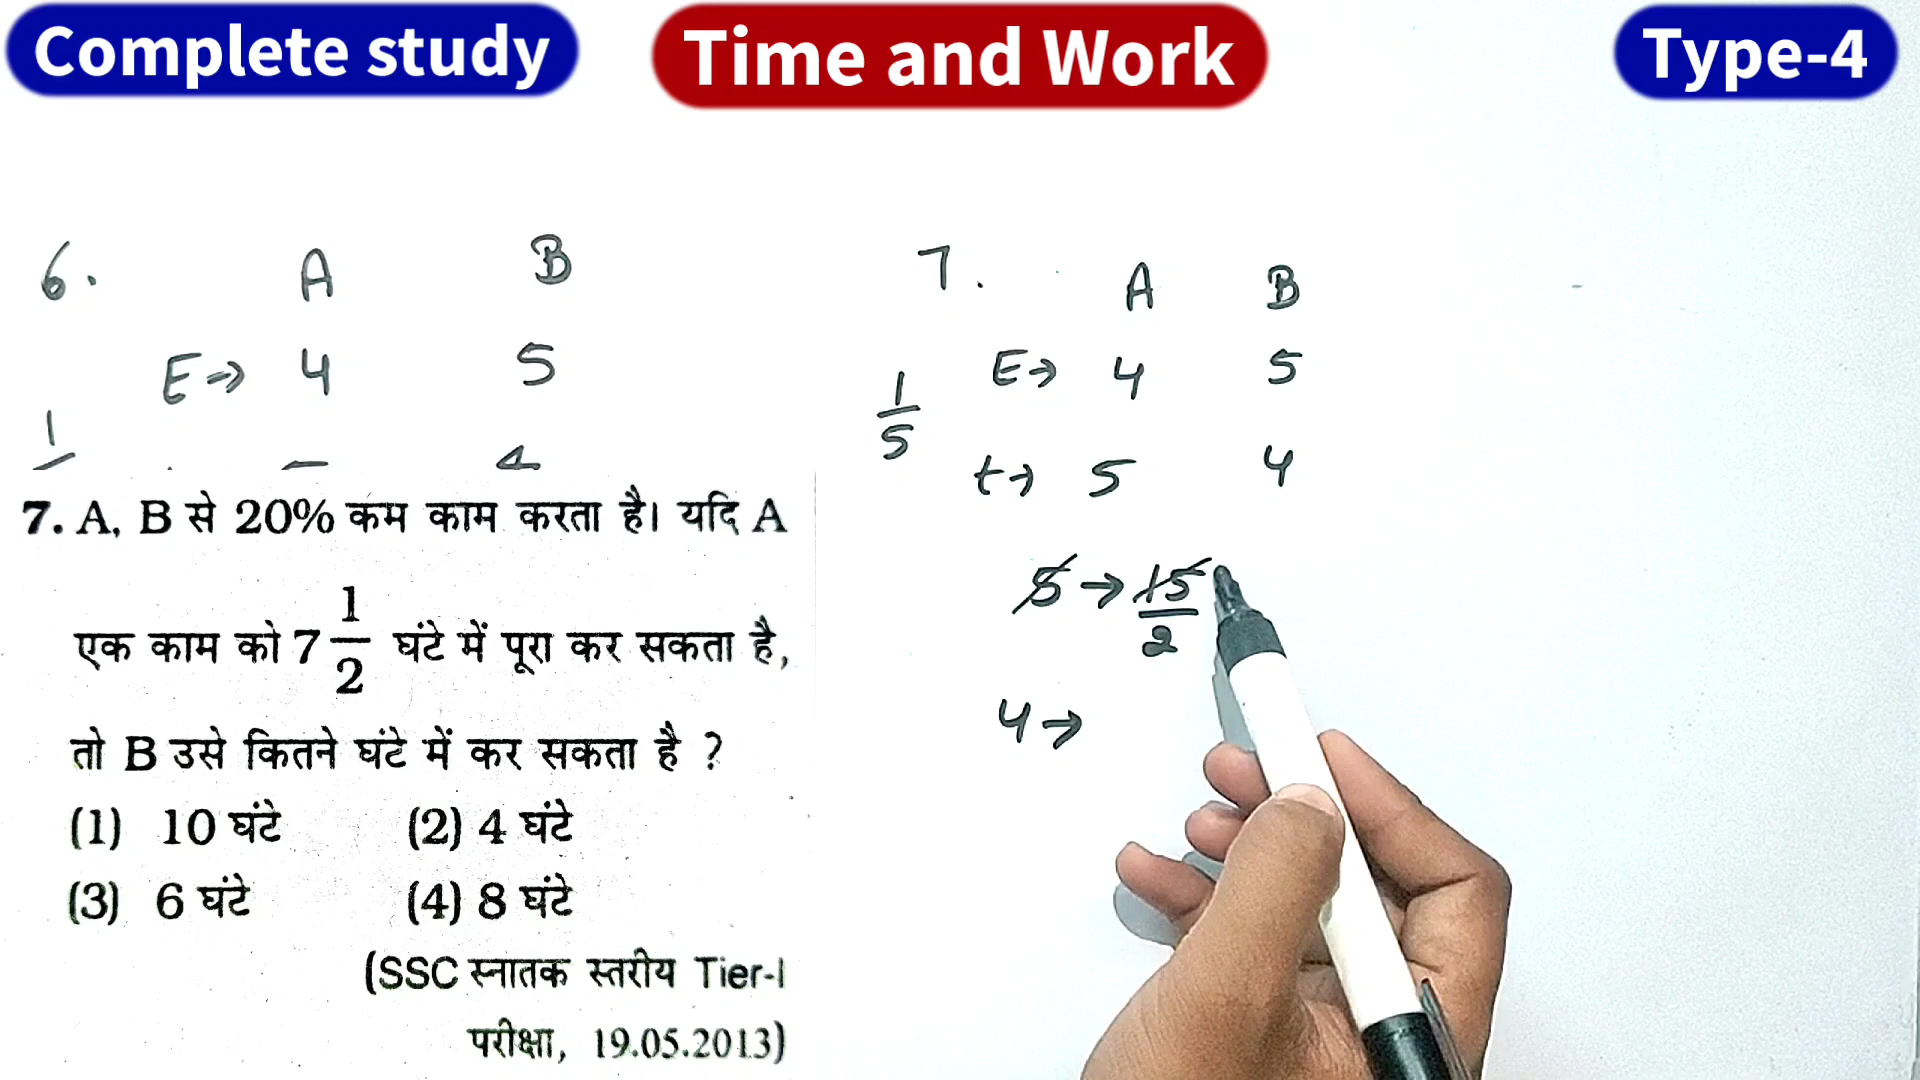 Complete study
Time and Work
Type-4
6. A B
E→ 4 5
1
7. A, B से 20% कम काम करता है। यदि A
एक काम को 7 1/2 घंटे में पूरा कर सकता है,
तो B उसे कितने घंटे में कर सकता है ?
(1) 10 घंटे (2) 4 घंटे
(3) 6 घंटे (4) 8 घंटे
(SSC स्नातक स्तरीय Tier-I
परीक्षा, 19.05.2013)
7. A B
E→ 4 5
1/5
t→ 5 4
5 → 15/2
4 →